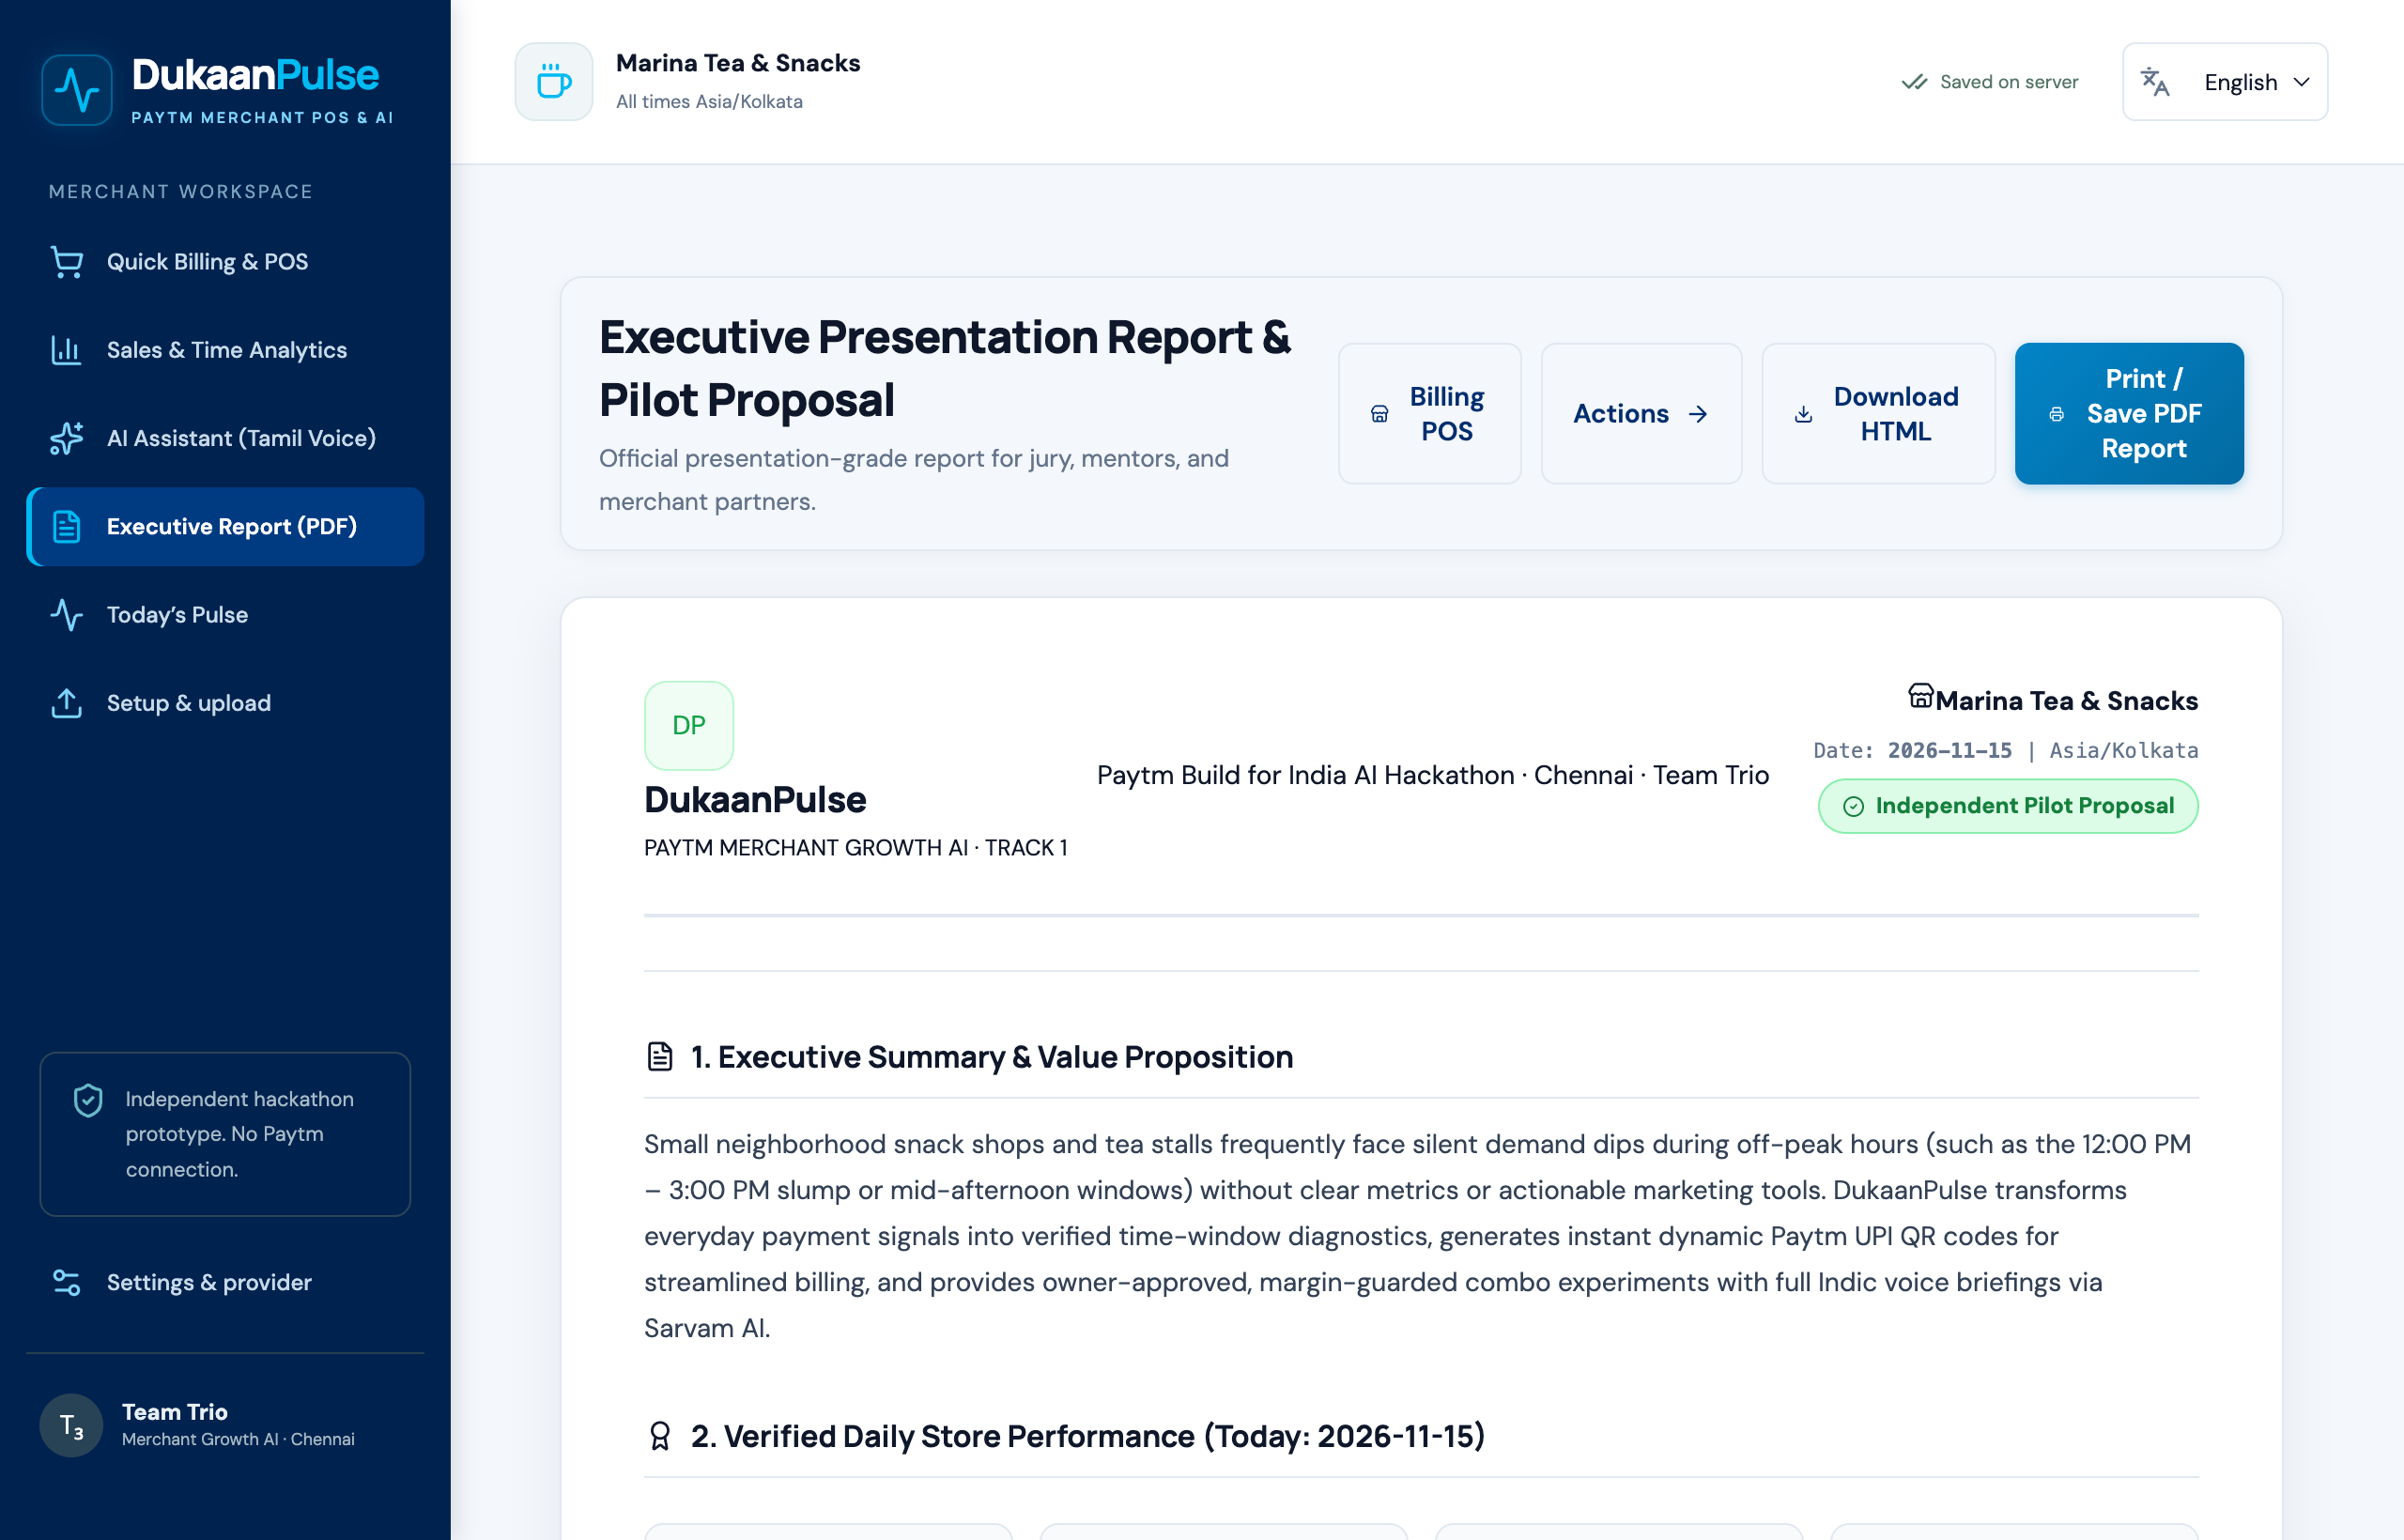 DukaanPulse
PAYTM MERCHANT POS & AI
MERCHANT WORKSPACE
Quick Billing & POS
Sales & Time Analytics
AI Assistant (Tamil Voice)
Executive Report (PDF)
Today’s Pulse
Setup & upload
Independent hackathon
prototype. No Paytm
connection.
Settings & provider
T3
Team Trio
Merchant Growth AI · Chennai
Marina Tea & Snacks
All times Asia/Kolkata
Saved on server
English
Executive Presentation Report &
Pilot Proposal
Official presentation-grade report for jury, mentors, and
merchant partners.
Billing
POS
Actions
Download
HTML
Print /
Save PDF
Report
DP
DukaanPulse
PAYTM MERCHANT GROWTH AI · TRACK 1
Paytm Build for India AI Hackathon · Chennai · Team Trio
Marina Tea & Snacks
Date: 2026-11-15 | Asia/Kolkata
Independent Pilot Proposal
1. Executive Summary & Value Proposition
Small neighborhood snack shops and tea stalls frequently face silent demand dips during off-peak hours (such as the 12:00 PM
– 3:00 PM slump or mid-afternoon windows) without clear metrics or actionable marketing tools. DukaanPulse transforms
everyday payment signals into verified time-window diagnostics, generates instant dynamic Paytm UPI QR codes for
streamlined billing, and provides owner-approved, margin-guarded combo experiments with full Indic voice briefings via
Sarvam AI.
2. Verified Daily Store Performance (Today: 2026-11-15)